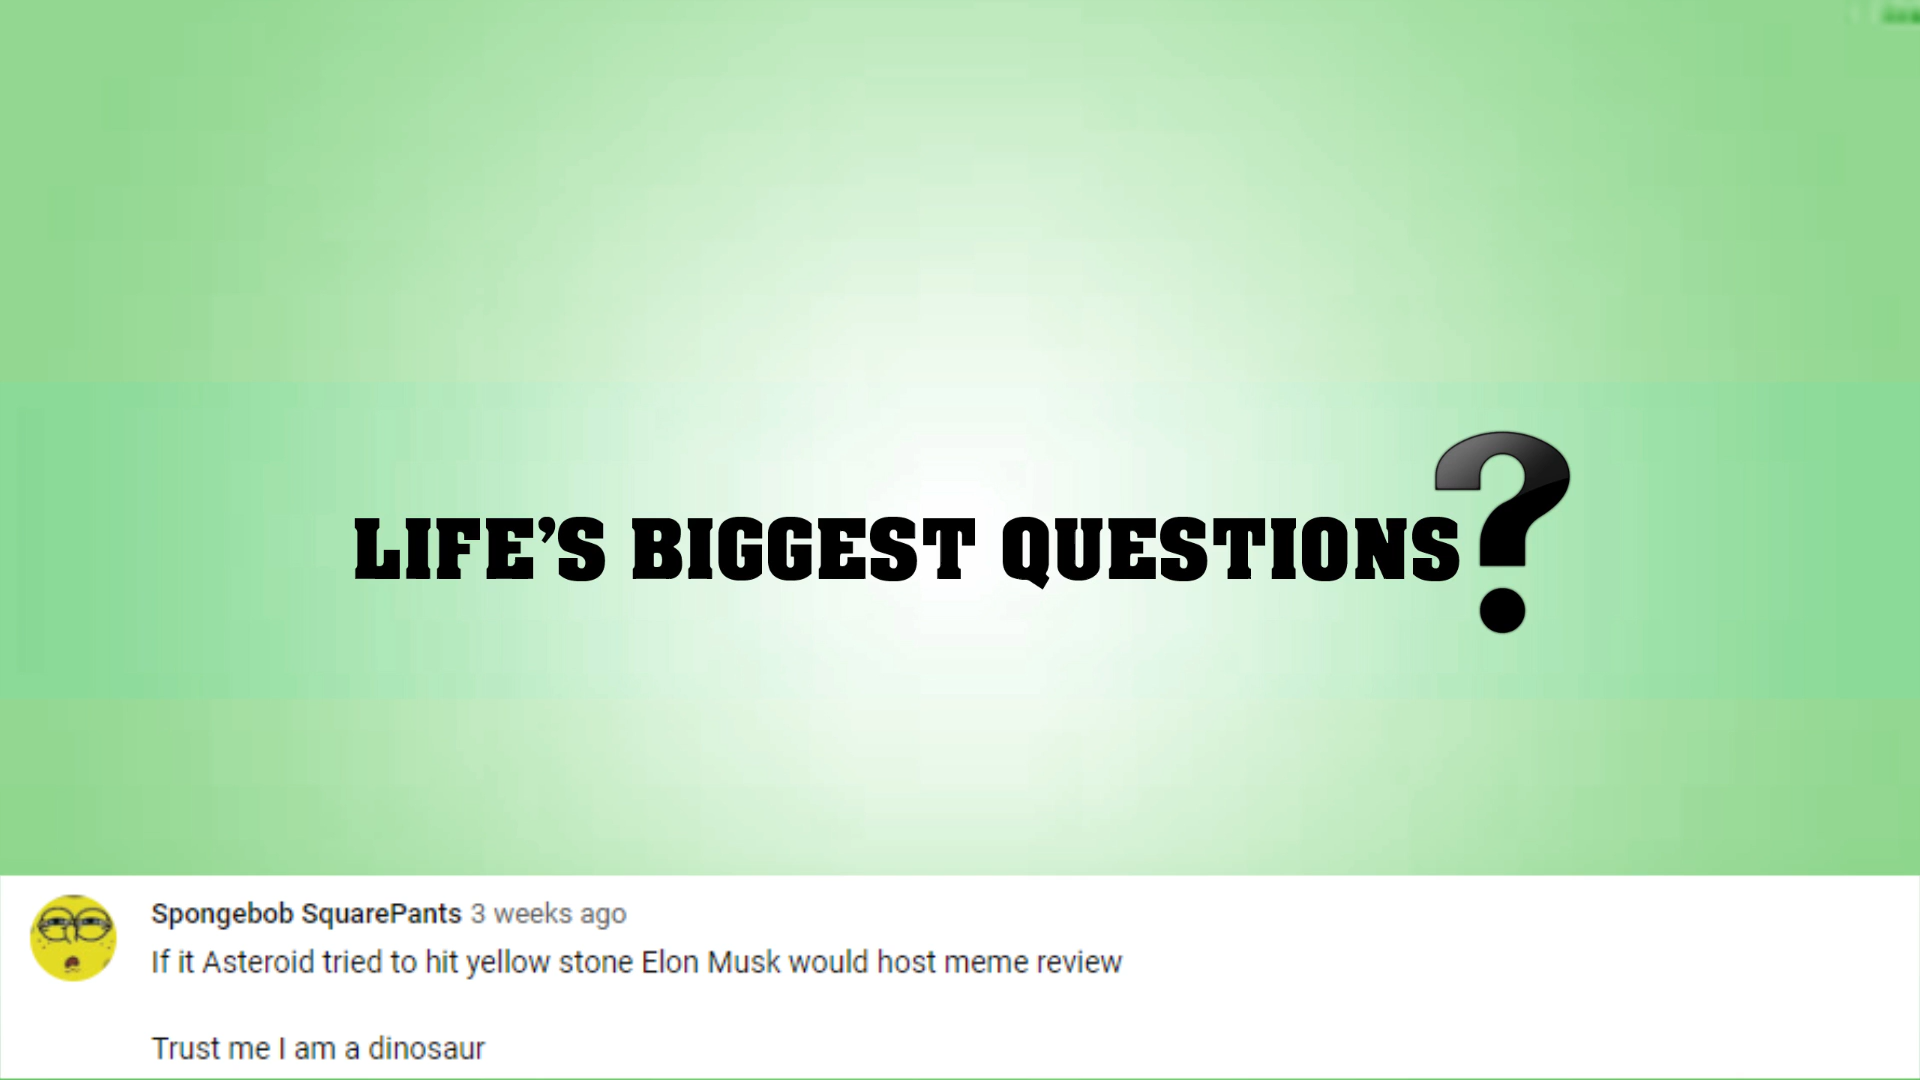 LIFE'S BIGGEST QUESTIONS?
Spongebob SquarePants 3 weeks ago
If it Asteroid tried to hit yellow stone Elon Musk would host meme review
Trust me I am a dinosaur